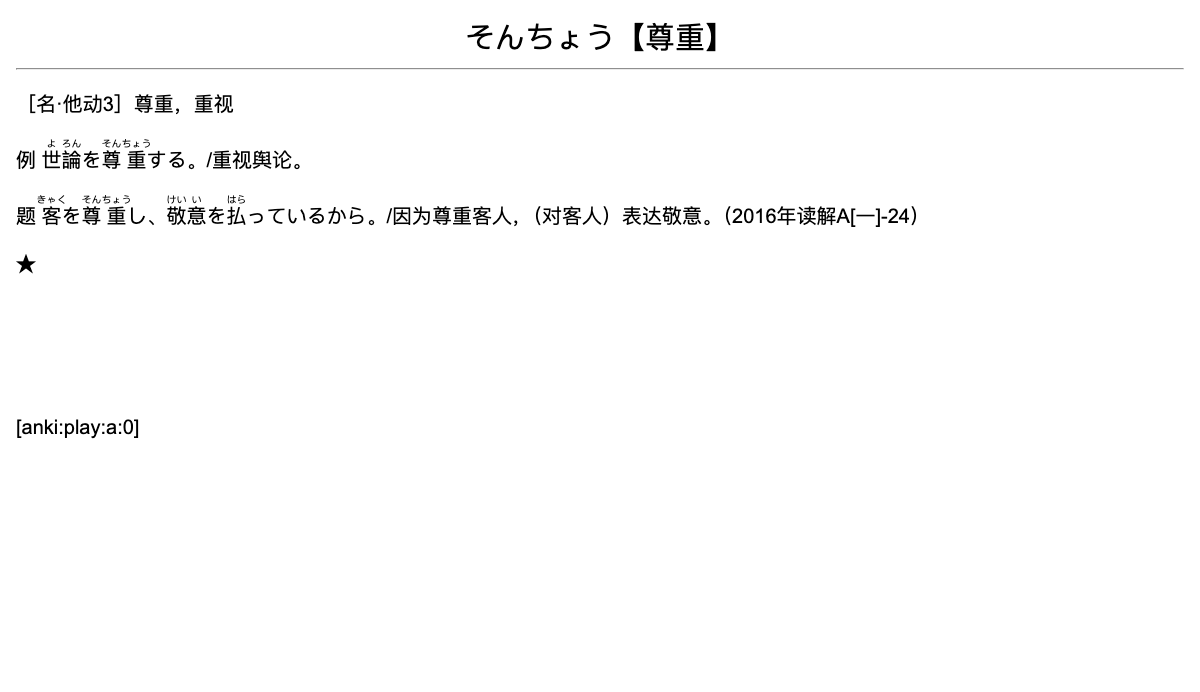 そんちょう【尊重】
［名·他动3］尊重，重视
よ ろん そんちょう
例 世論を尊重する。/重视舆论。
きゃく そんちょう けい い はら
题 客を尊重し、敬意を払っているから。/因为尊重客人，（对客人）表达敬意。（2016年读解A[一]-24）
★
[anki:play:a:0]